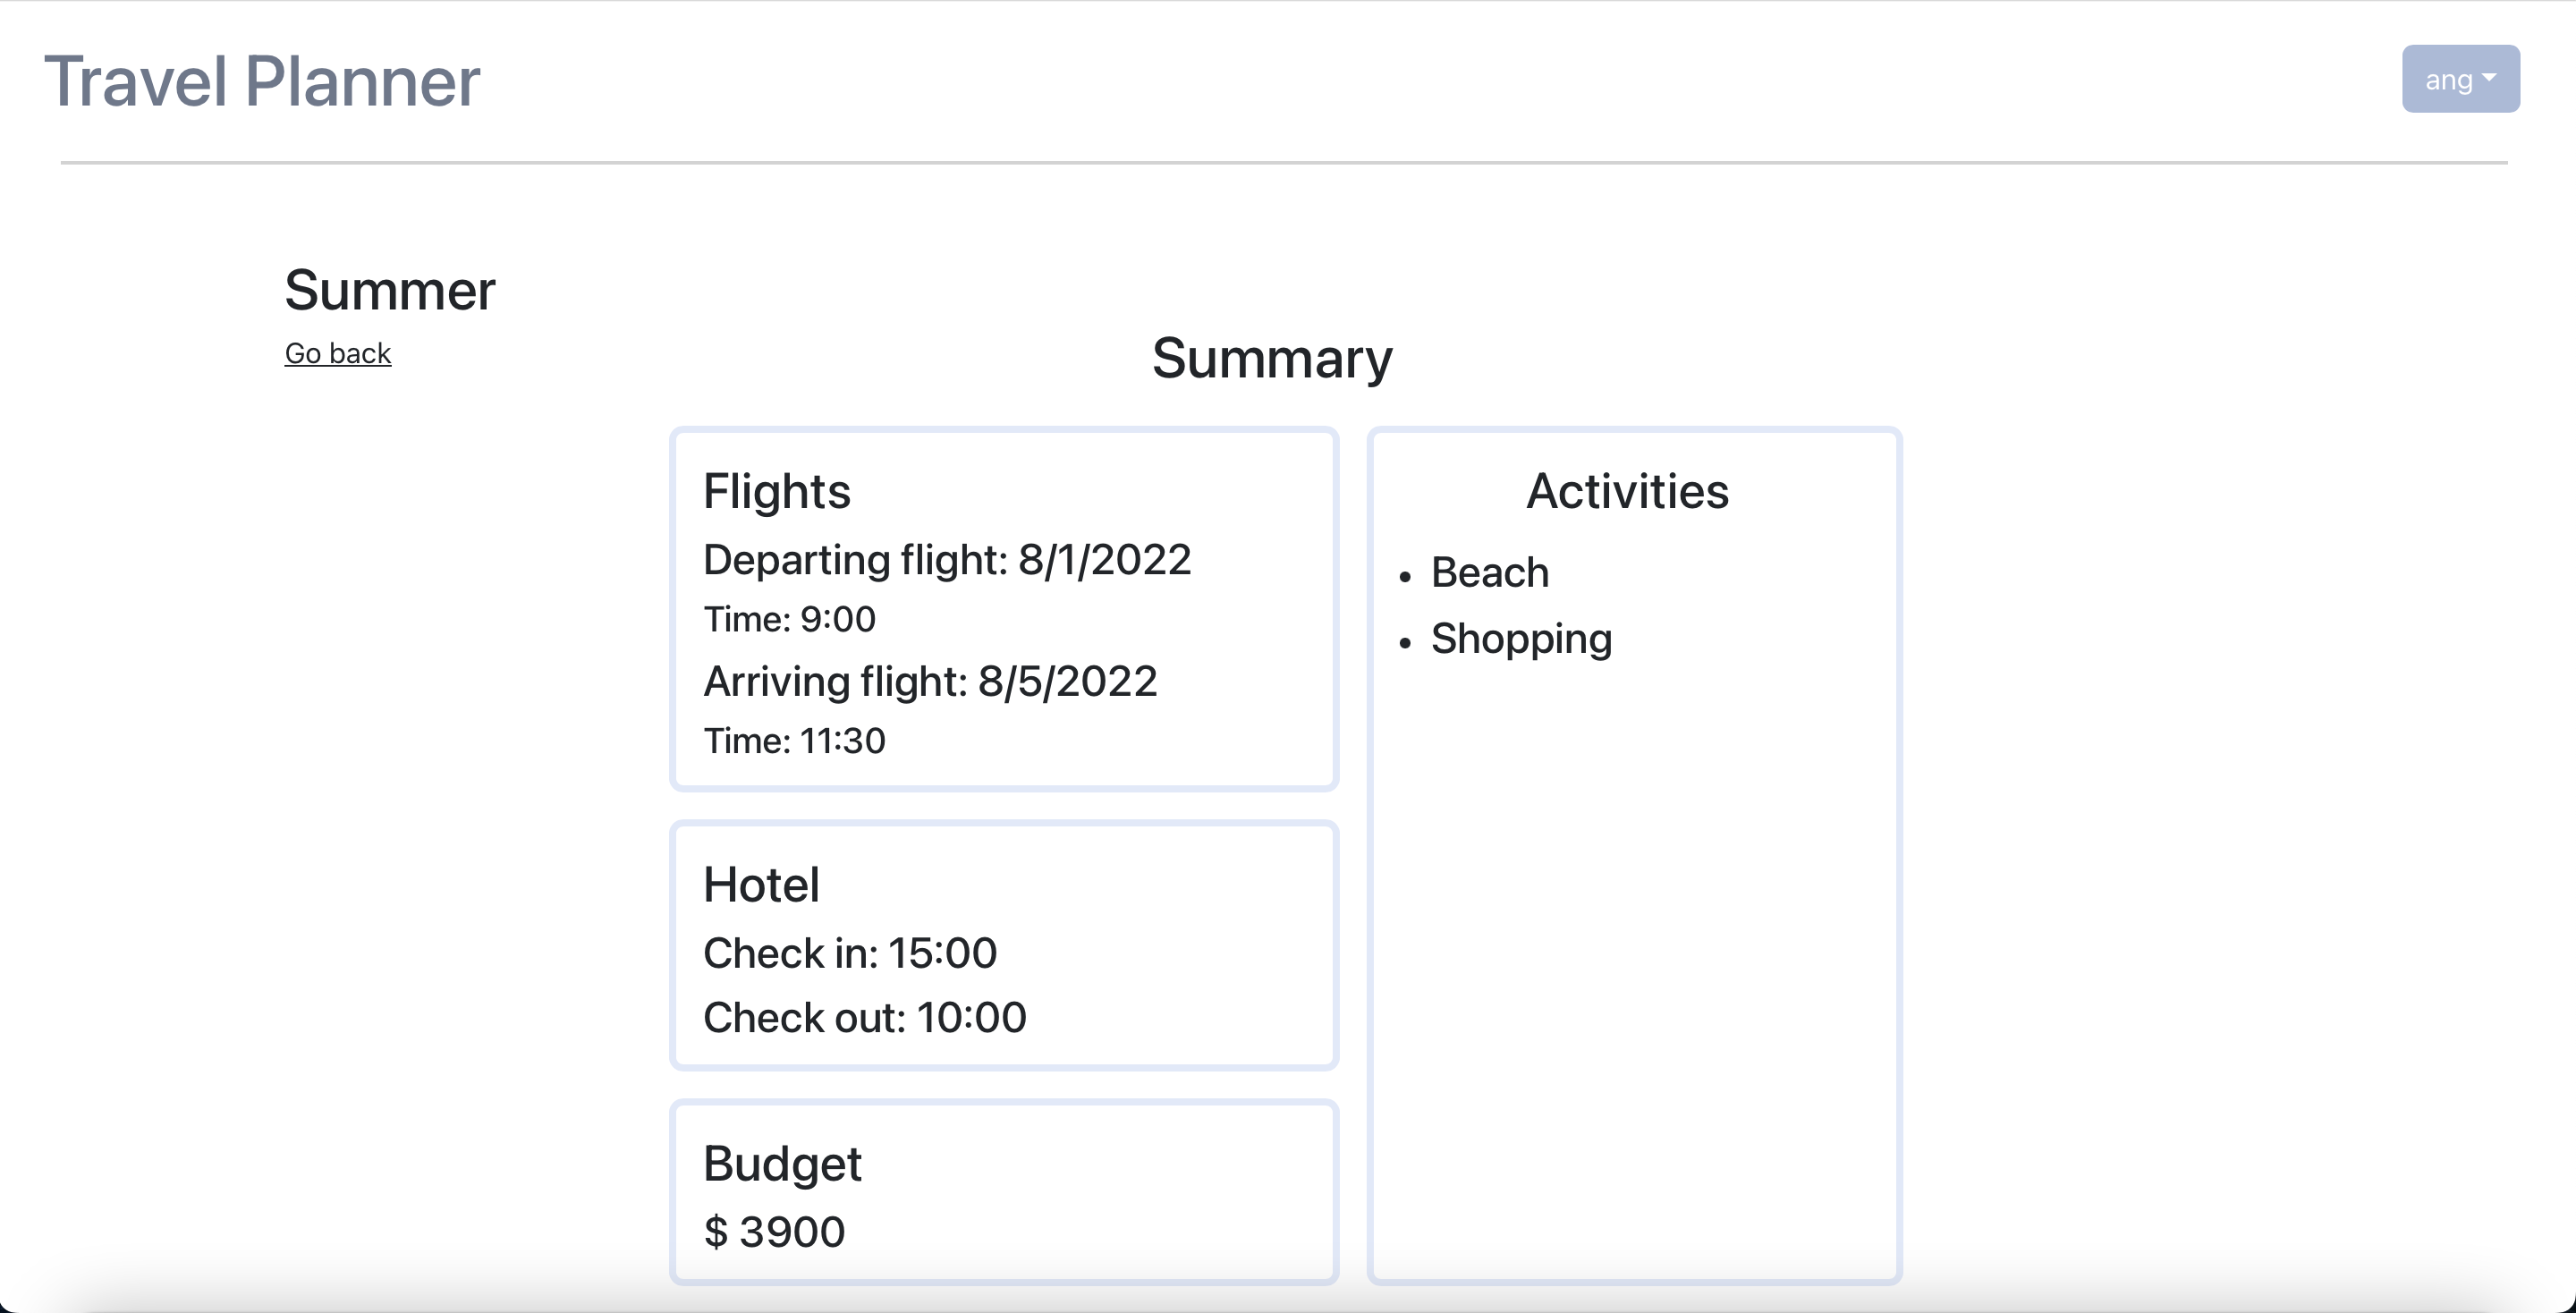 Travel Planner
ang
Summer
Go back
Summary
Flights
Departing flight: 8/1/2022
Time: 9:00
Arriving flight: 8/5/2022
Time: 11:30
Hotel
Check in: 15:00
Check out: 10:00
Budget
$ 3900
Activities
• Beach
• Shopping